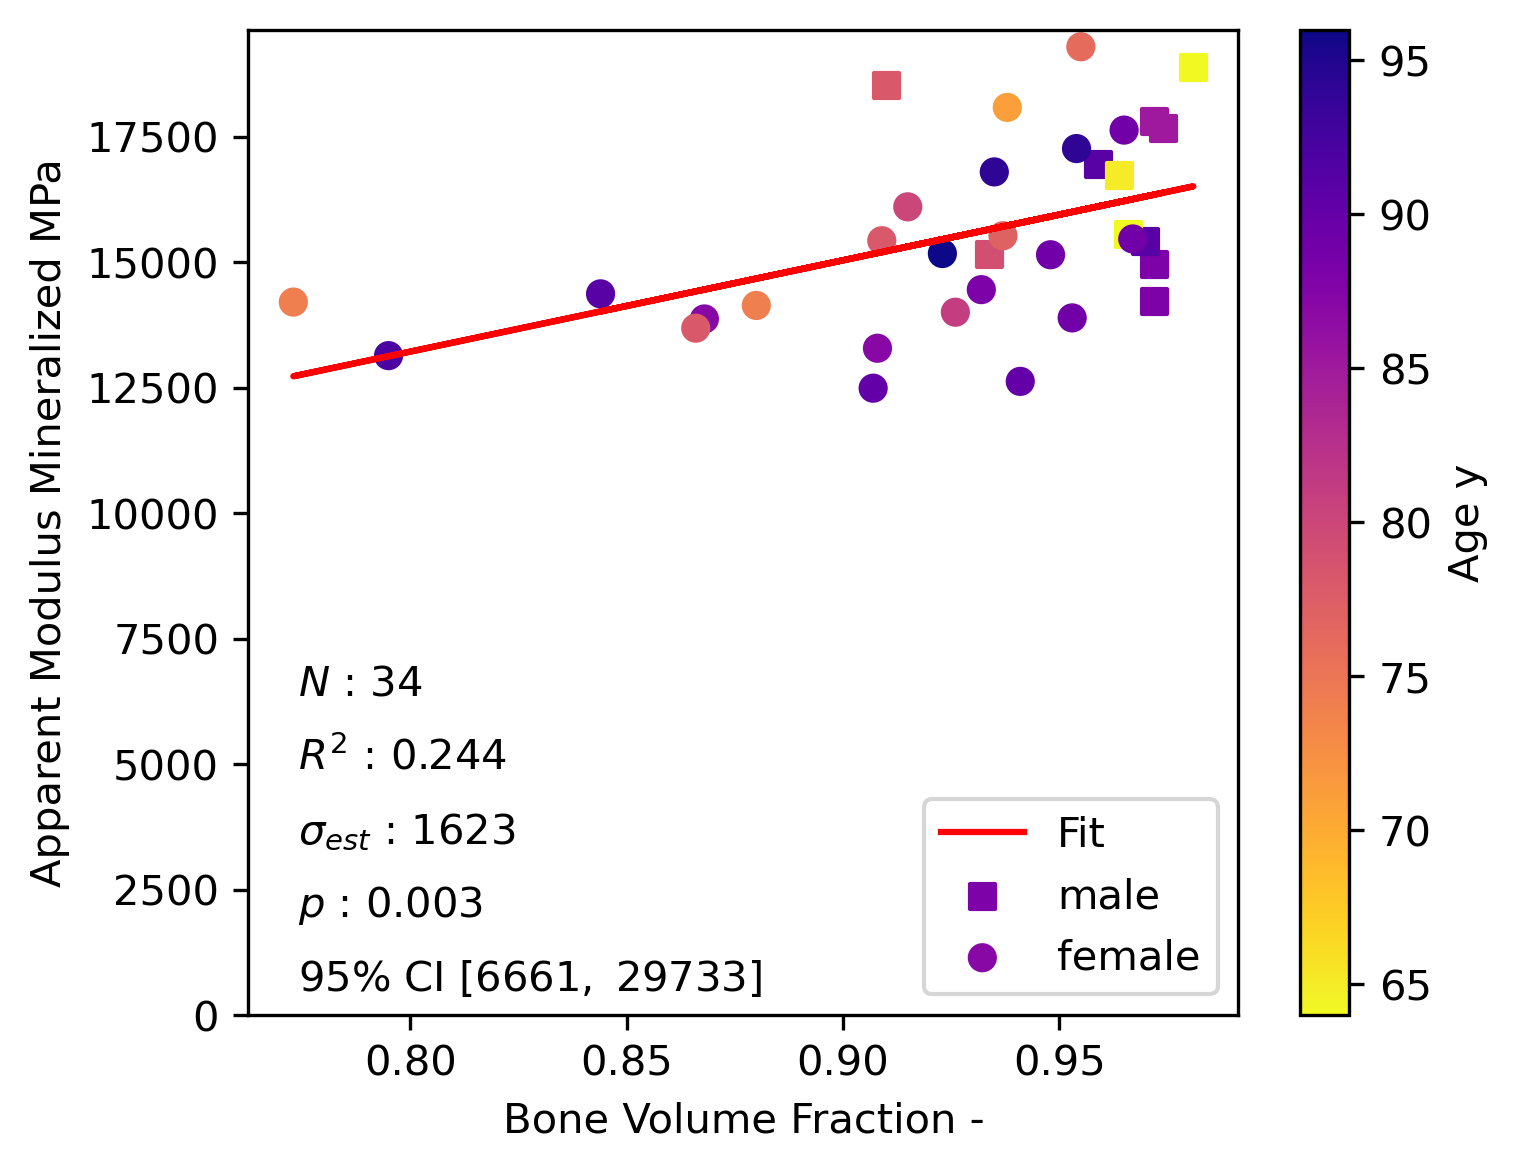 Apparent Modulus Mineralized MPa
17500
15000
12500
10000
7500
5000
2500
0
N : 34
R² : 0.244
σest : 1623
p : 0.003
95% CI [6661, 29733]
Fit
male
female
0.80 0.85 0.90 0.95
Bone Volume Fraction -
95
90
85
80
75
70
65
Age y